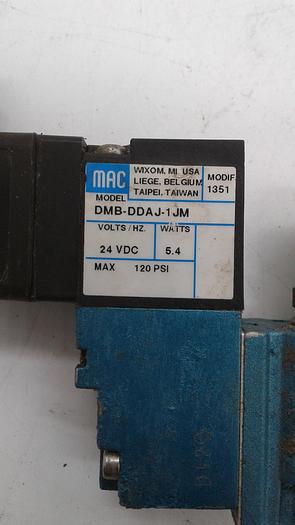 MAC
WIXOM, MI, USA
LIEGE, BELGIUM
TAIPEI, TAIWAN
MODIF
1351
MODEL
DMB-DDAJ-1JM
VOLTS/HZ. WATTS
24 VDC 5.4
MAX 120 PSI